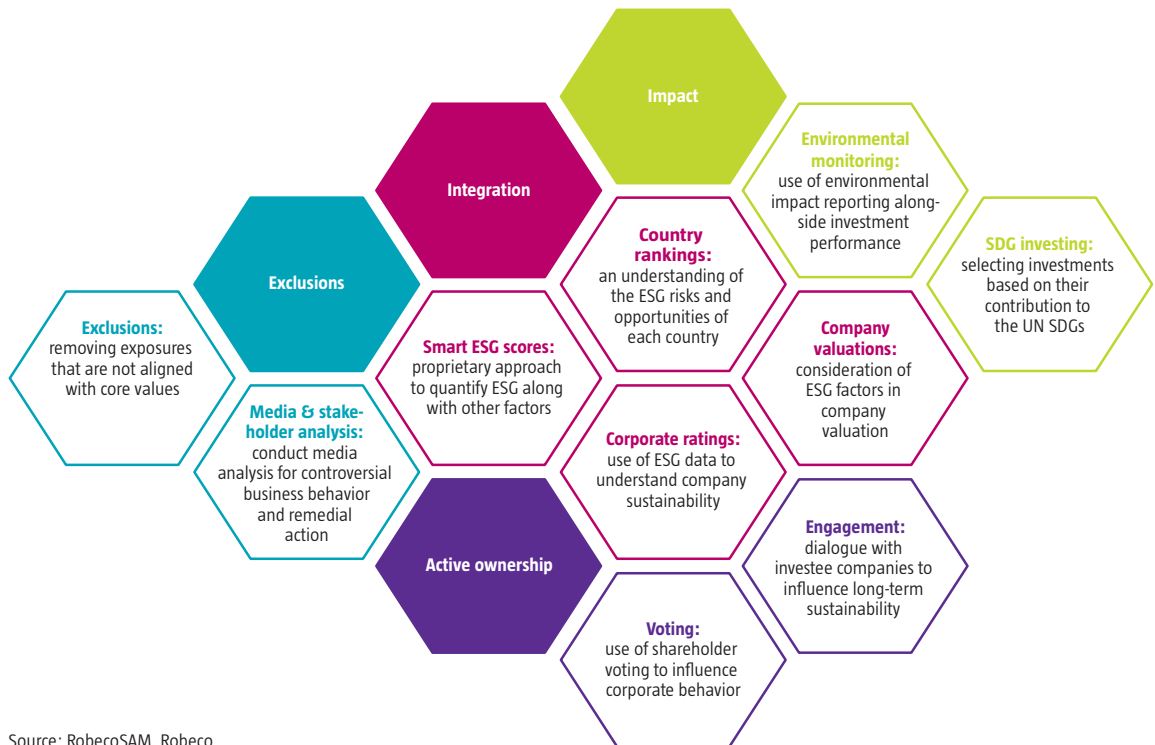 Impact
Integration
Exclusions
Environmental
monitoring:
use of environmental
impact reporting along-
side investment
performance
SDG investing:
selecting investments
based on their
contribution to
the UN SDGs
Country
rankings:
an understanding of
the ESG risks and
opportunities of
each country
Exclusions:
removing exposures
that are not aligned
with core values
Smart ESG scores:
proprietary approach
to quantify ESG along
with other factors
Company
valuations:
consideration of
ESG factors in
company
valuation
Media & stake-
holder analysis:
conduct media
analysis for controversial
business behavior
and remedial
action
Corporate ratings:
use of ESG data to
understand company
sustainability
Active ownership
Engagement:
dialogue with
investee companies to
influence long-term
sustainability
Voting:
use of shareholder
voting to influence
corporate behavior
Source: RobecoSAM, Robeco